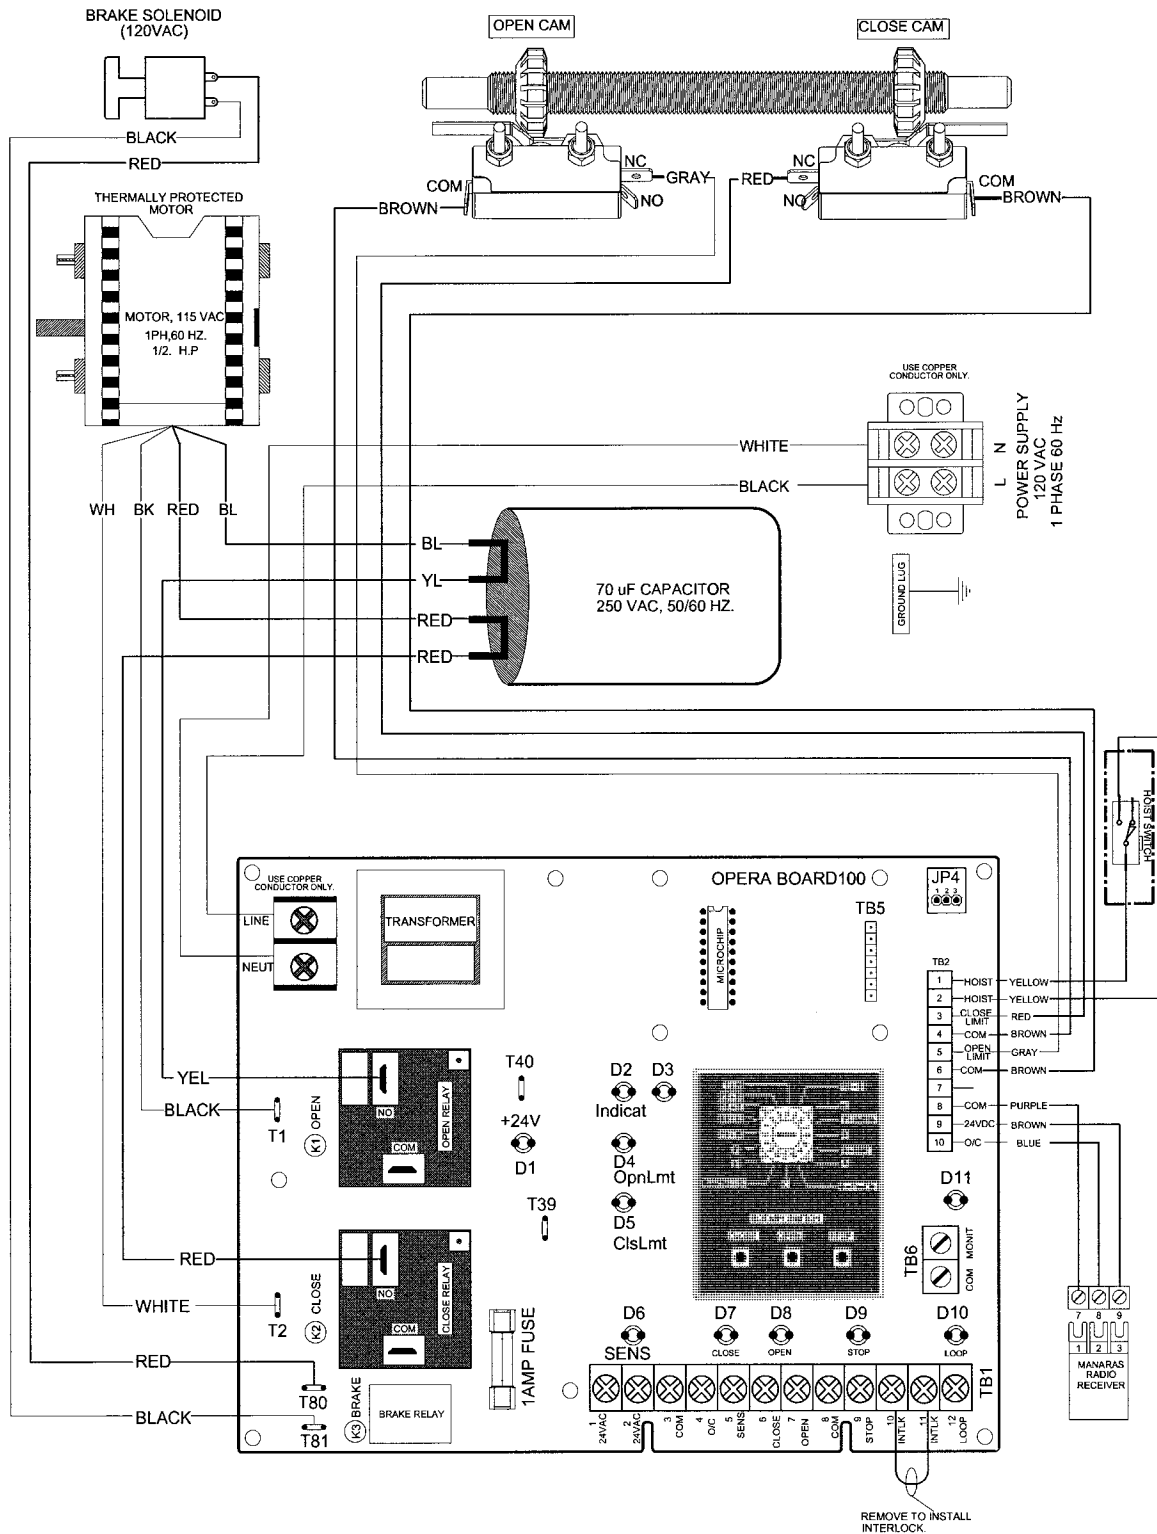 BRAKE SOLENOID
(120VAC)
OPEN CAM
CLOSE CAM
BLACK
RED
NC
COM
GRAY
NO
BROWN
NC
RED
NO
COM
BROWN
THERMALLY PROTECTED
MOTOR
MOTOR, 115 VAC
1PH,60 HZ.
1/2. H.P
USE COPPER
CONDUCTOR ONLY.
WHITE
BLACK
N
L
POWER SUPPLY
120 VAC
1 PHASE 60 Hz
WH
BK
RED
BL
BL
YL
RED
RED
70 uF CAPACITOR
250 VAC, 50/60 HZ.
GROUND LUG
HOIST SWITCH
USE COPPER
CONDUCTOR ONLY.
LINE
NEUT
TRANSFORMER
OPERA BOARD100
MICROCHIP
TB5
JP4
1 2 3
TB2
1 HOIST YELLOW
2 HOIST YELLOW
3 CLOSE LIMIT RED
4 COM BROWN
5 OPEN LIMIT GRAY
6 COM BROWN
7
8 COM PURPLE
9 24VDC BROWN
10 O/C BLUE
YEL
BLACK
T1
K1 OPEN
NO
COM
OPEN RELAY
T40
+24V
D1
T39
D2
Indicat
D3
D4
OpnLmt
D5
ClsLmt
D11
TB6
MONIT
COM
RED
WHITE
T2
K2 CLOSE
NO
COM
CLOSE RELAY
RED
T80
BLACK
T81
K3 BRAKE
BRAKE RELAY
1AMP FUSE
D6
SENS
D7
CLOSE
D8
OPEN
D9
STOP
D10
LOOP
TB1
1 24VAC
2 24VAC
3 COM
4 O/C
5 SENS
6 CLOSE
7 OPEN
8 COM
9 STOP
10 INTLK
11 INTLK
12 LOOP
7 8 9
1 2 3
MANARAS
RADIO
RECEIVER
REMOVE TO INSTALL
INTERLOCK.